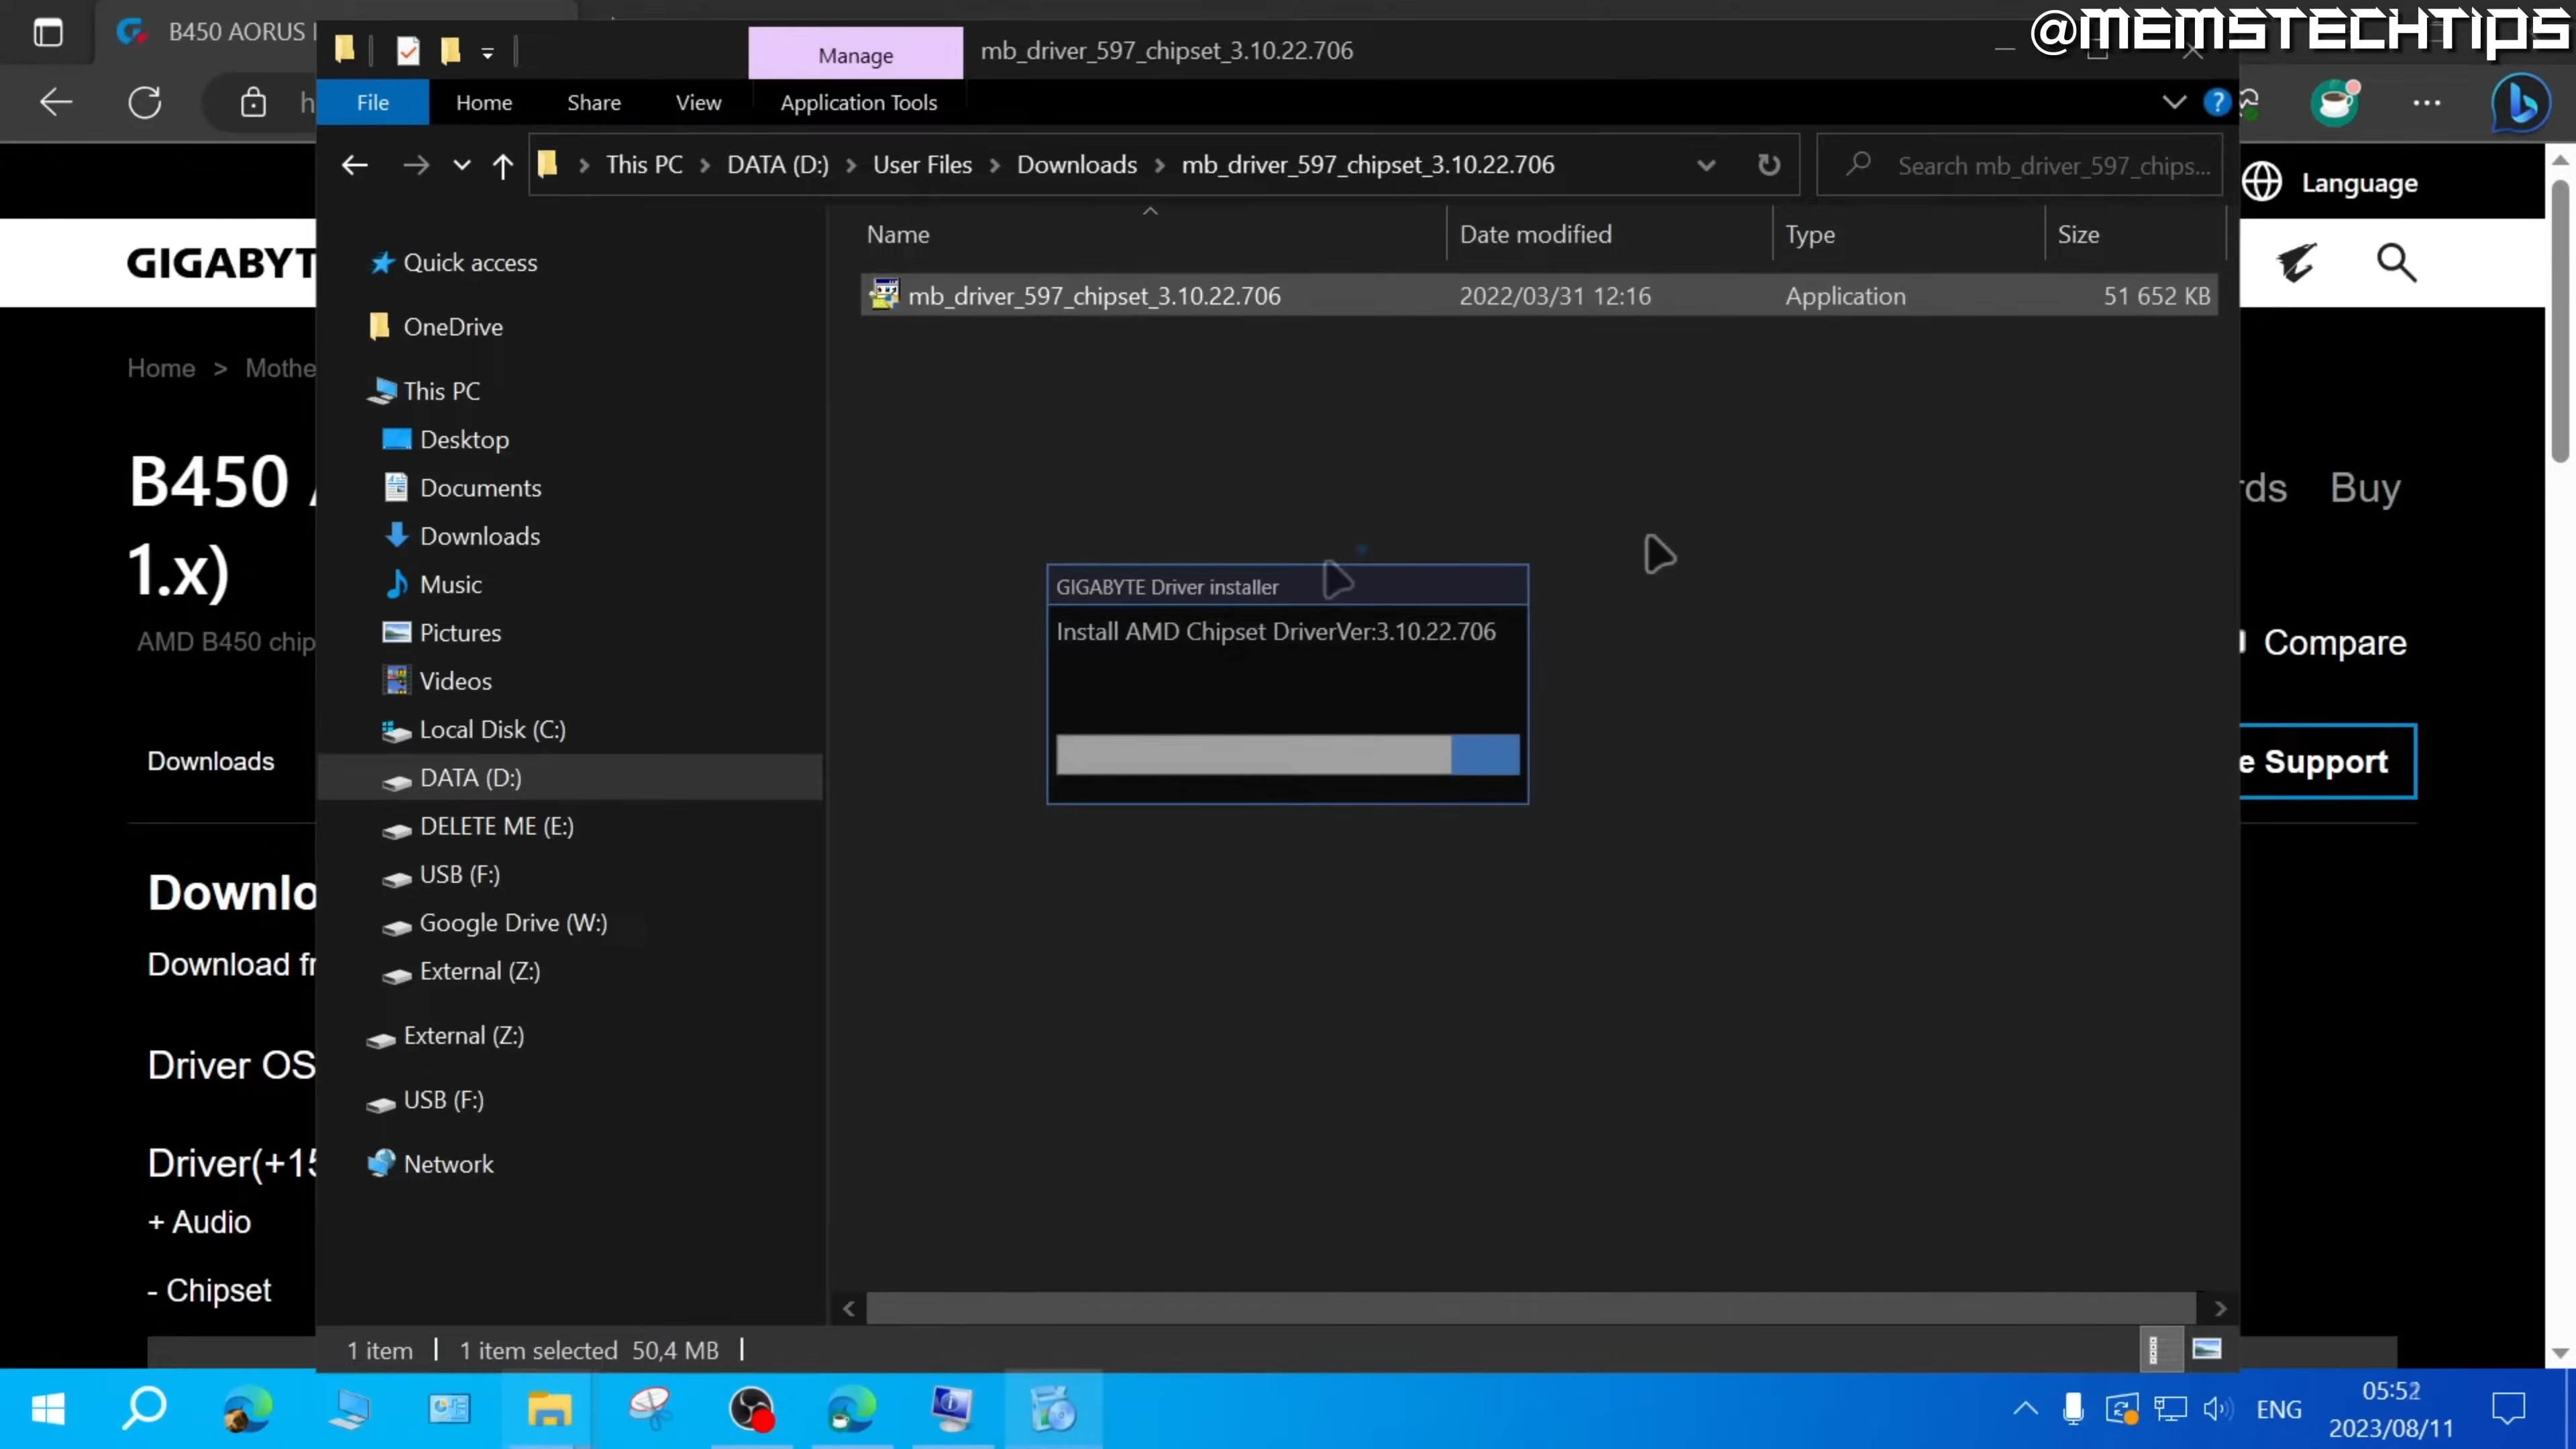 @MEMSTECHTIPS
B450 AORUS
Manage
mb_driver_597_chipset_3.10.22.706
File
Home
Share
View
Application Tools
This PC
DATA (D:)
User Files
Downloads
mb_driver_597_chipset_3.10.22.706
Search mb_driver_597_chips...
Language
Name
Date modified
Type
Size
GIGABYT
Quick access
mb_driver_597_chipset_3.10.22.706
2022/03/31 12:16
Application
51 652 KB
OneDrive
Home > Mothe
This PC
Desktop
B450
Documents
rds
Buy
Downloads
1.x)
Music
GIGABYTE Driver installer
Pictures
Install AMD Chipset DriverVer:3.10.22.706
AMD B450 chip
Compare
Videos
Local Disk (C:)
Downloads
DATA (D:)
e Support
DELETE ME (E:)
USB (F:)
Downlo
Google Drive (W:)
Download fr
External (Z:)
External (Z:)
Driver OS
USB (F:)
Driver(+15
Network
+ Audio
- Chipset
1 item
1 item selected 50,4 MB
ENG
05:52
2023/08/11